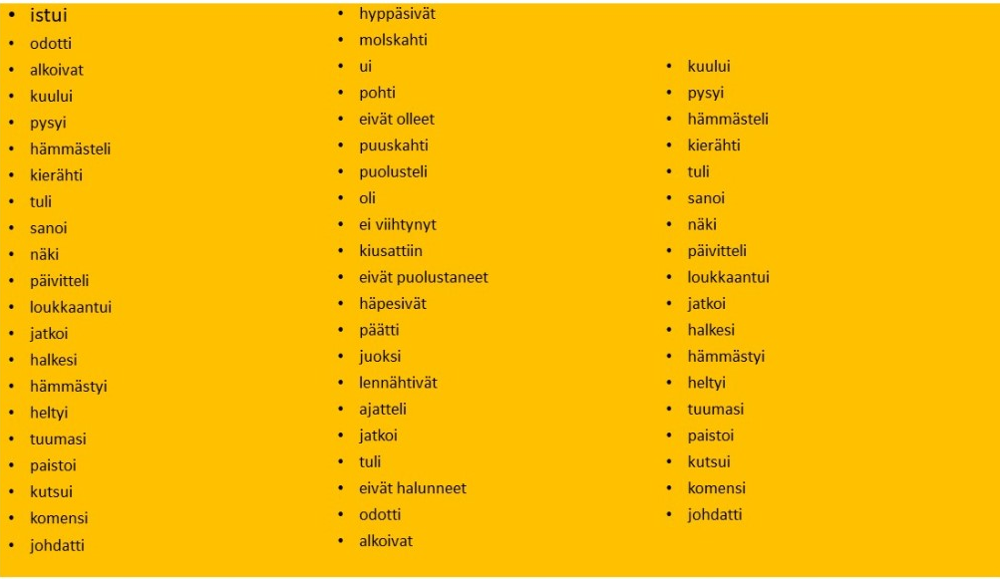 • istui
• odotti
• alkoivat
• kuului
• pysyi
• hämmästeli
• kierähti
• tuli
• sanoi
• näki
• päivitteli
• loukkaantui
• jatkoi
• halkesi
• hämmästyi
• heltyi
• tuumasi
• paistoi
• kutsui
• komensi
• johdatti
• hyppäsivät
• molskahti
• ui
• pohti
• eivät olleet
• puuskahti
• puolusteli
• oli
• ei viihtynyt
• kiusattiin
• eivät puolustaneet
• häpesivät
• päätti
• juoksi
• lennähtivät
• ajatteli
• jatkoi
• tuli
• eivät halunneet
• odotti
• alkoivat
• kuului
• pysyi
• hämmästeli
• kierähti
• tuli
• sanoi
• näki
• päivitteli
• loukkaantui
• jatkoi
• halkesi
• hämmästyi
• heltyi
• tuumasi
• paistoi
• kutsui
• komensi
• johdatti